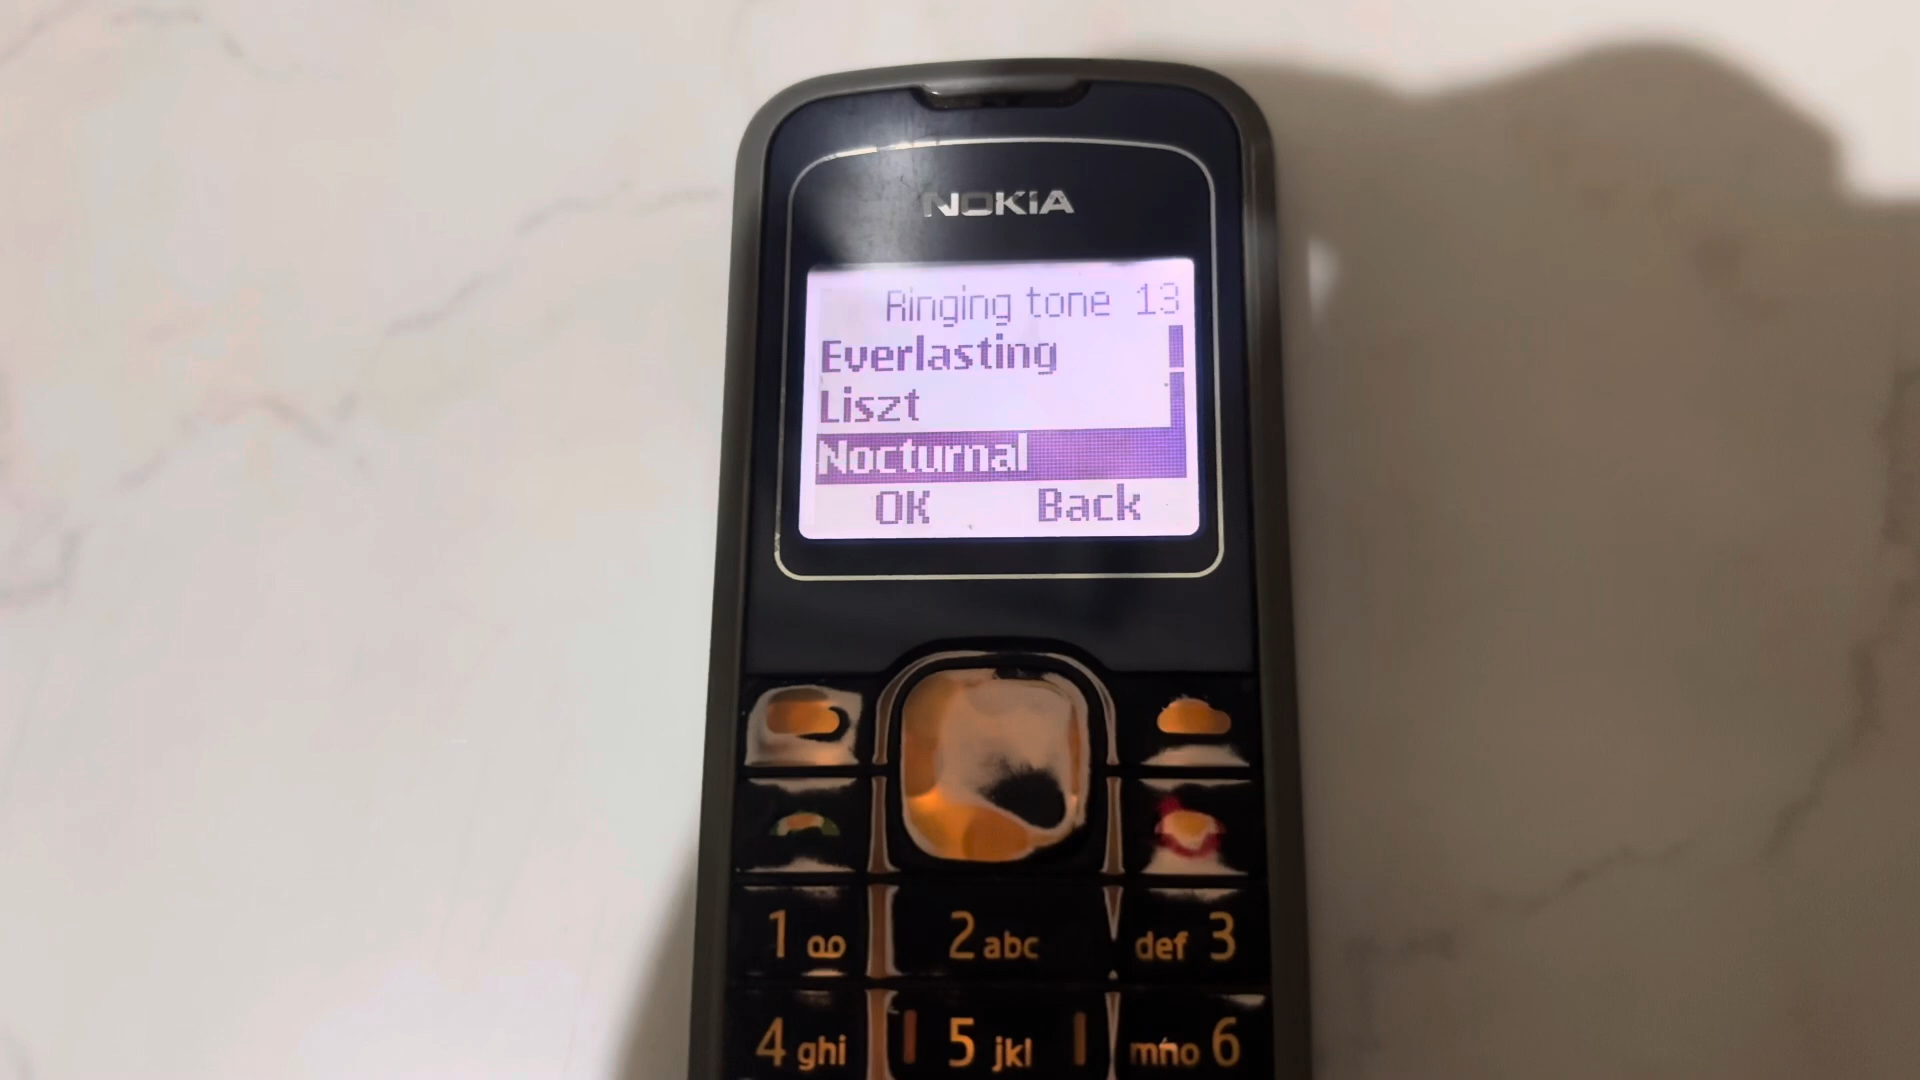 NOKIA
Ringing tone 13
Everlasting
Liszt
Nocturnal
OK Back
1 2 abc def 3
4 ghi 5 jkl mño 6